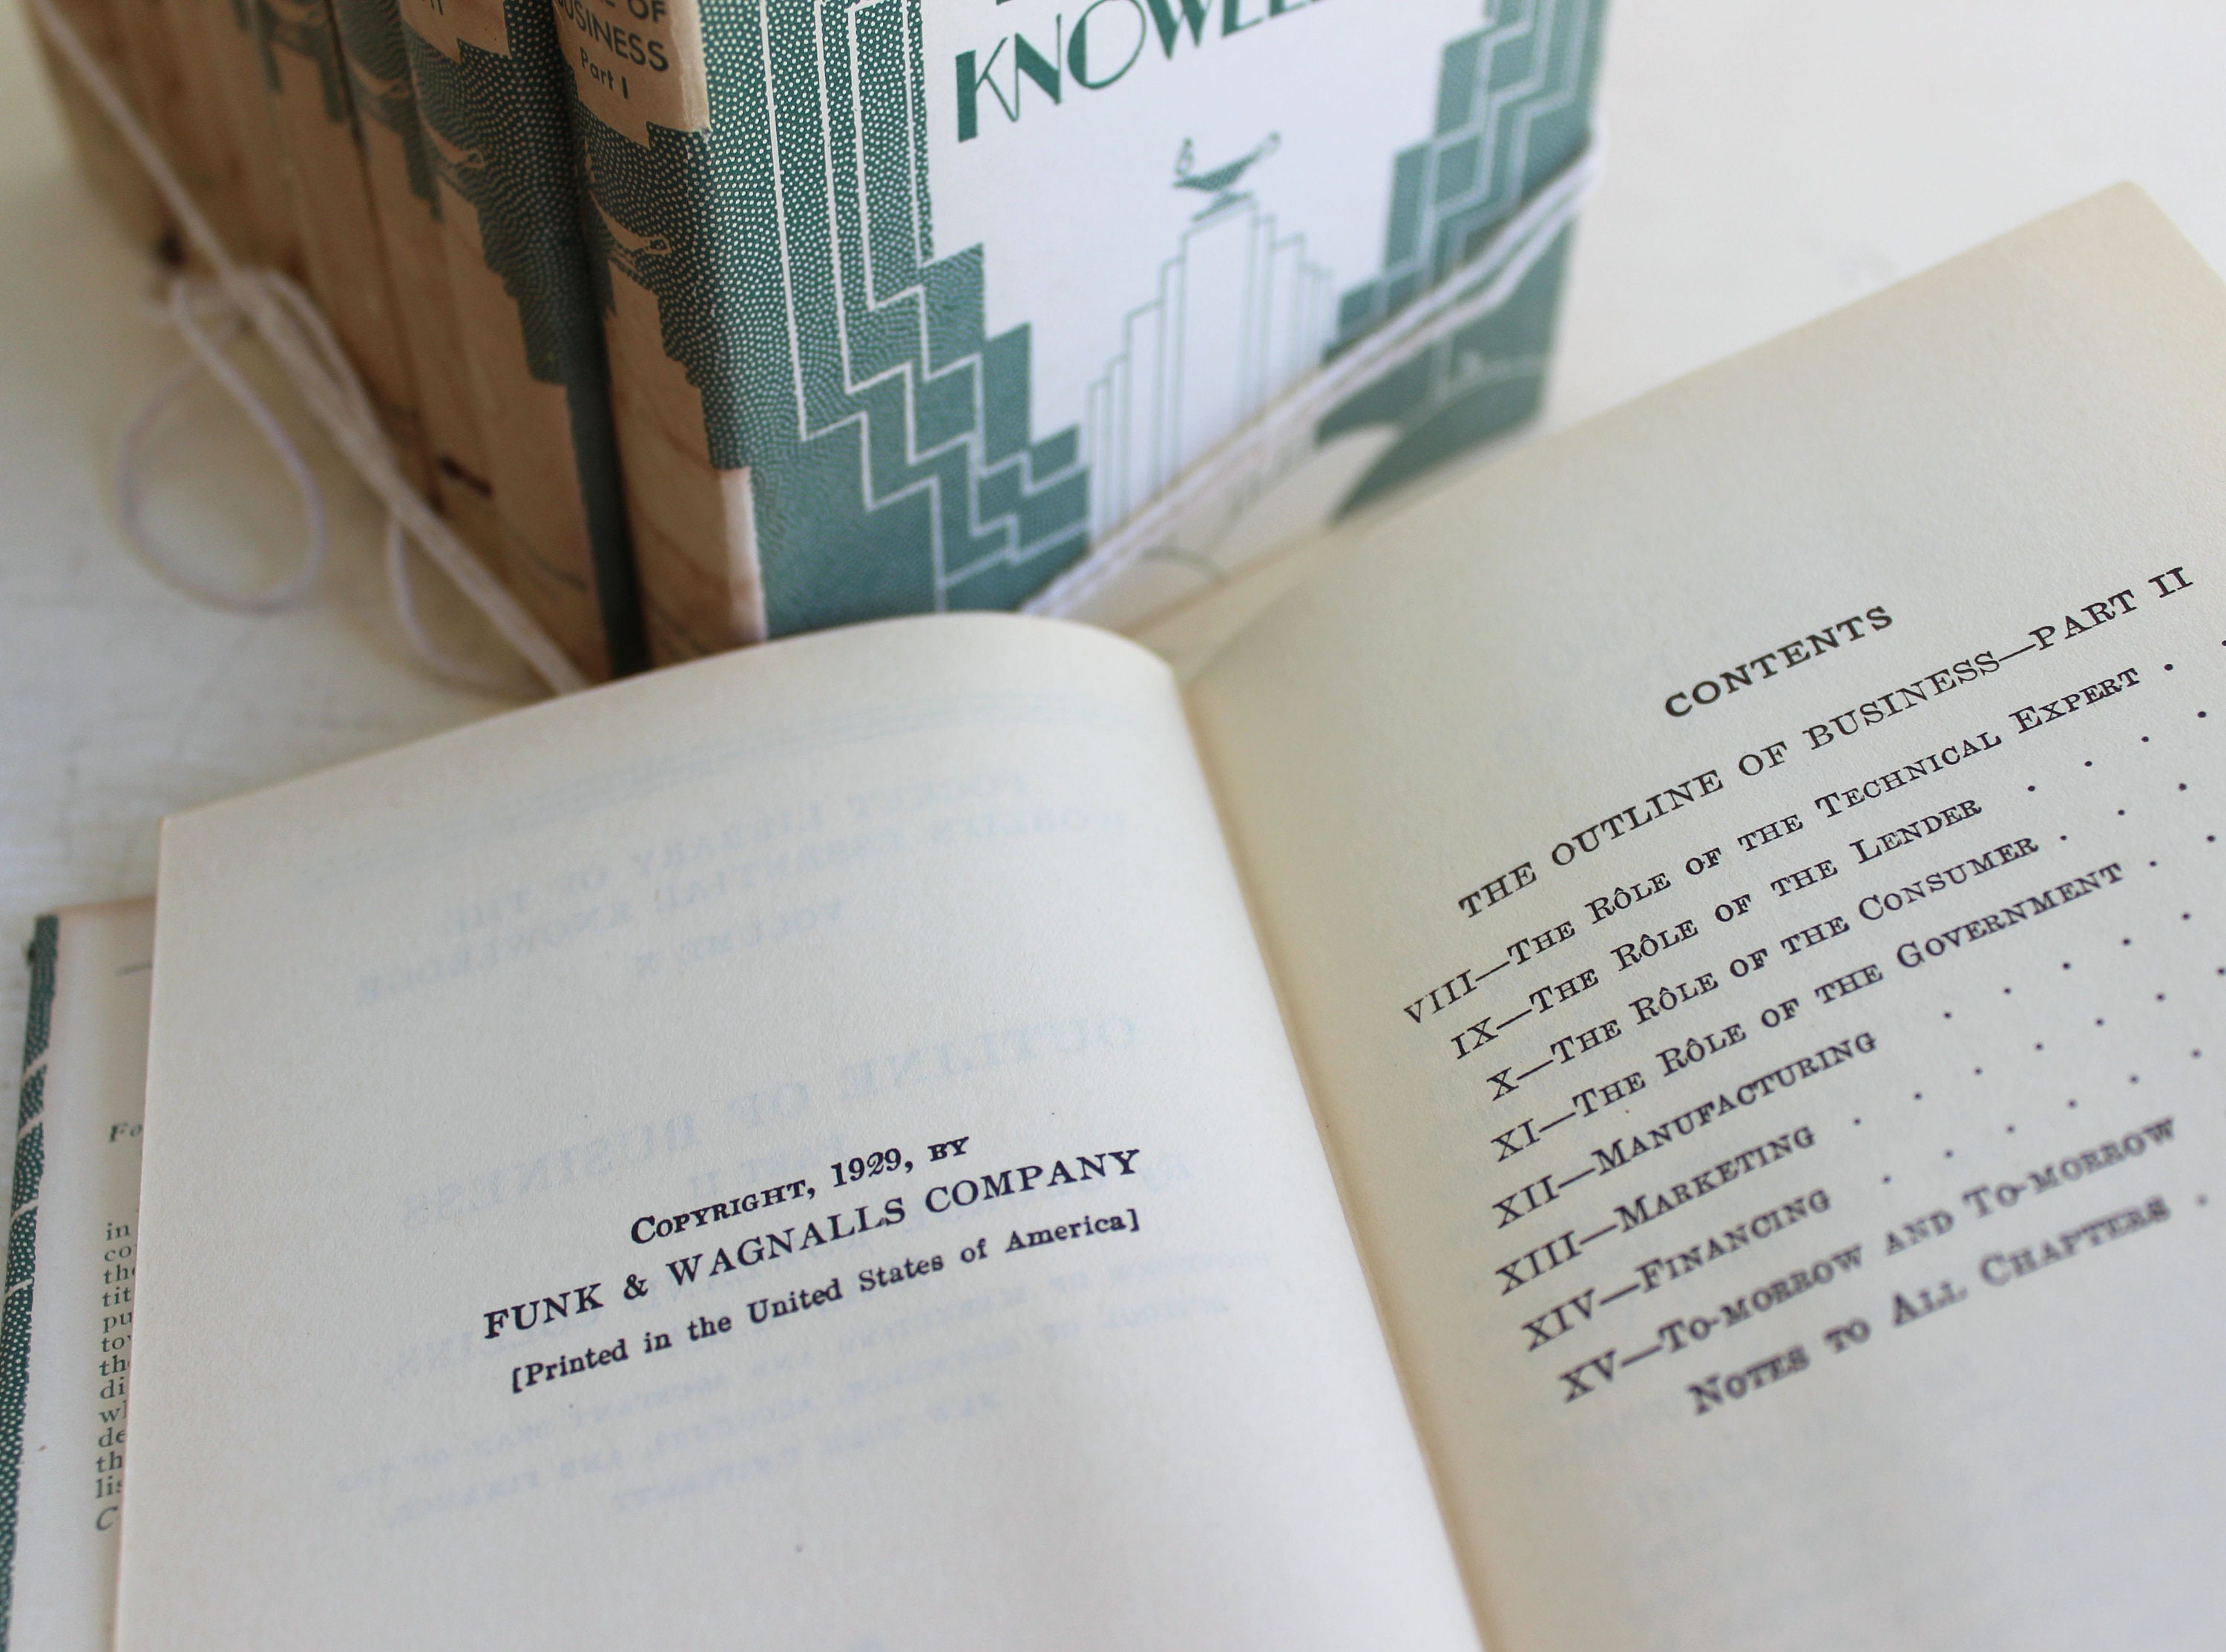 OF
BUSINESS
Part I
COPYRIGHT, 1929, BY
FUNK & WAGNALLS COMPANY
[Printed in the United States of America]
CONTENTS
THE OUTLINE OF BUSINESS—PART II
VIII—THE RÔLE OF THE TECHNICAL EXPERT . .
IX—THE RÔLE OF THE LENDER . . . .
X—THE RÔLE OF THE CONSUMER . . .
XI—THE RÔLE OF THE GOVERNMENT . .
XII—MANUFACTURING . . . . .
XIII—MARKETING . . . . . .
XIV—FINANCING . . . . . .
XV—TO-MORROW AND TO-MORROW
NOTES TO ALL CHAPTERS .